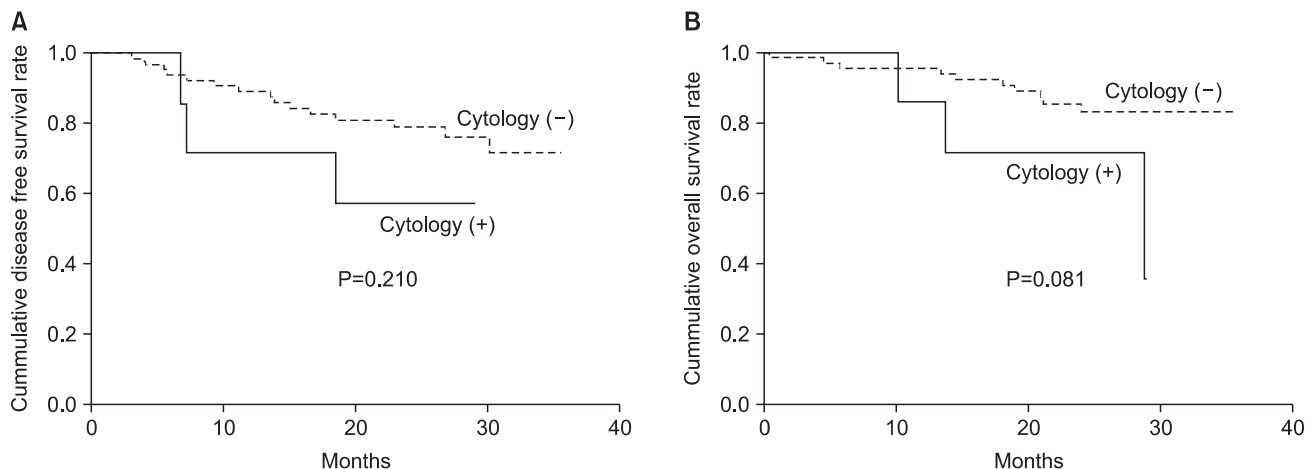 A
Cummulative disease free survival rate
1.0
0.8
0.6
0.4
0.2
0.0
0
10
20
30
40
Months
Cytology (−)
Cytology (+)
P=0.210
B
Cummulative overall survival rate
1.0
0.8
0.6
0.4
0.2
0.0
0
10
20
30
40
Months
Cytology (−)
Cytology (+)
P=0.081